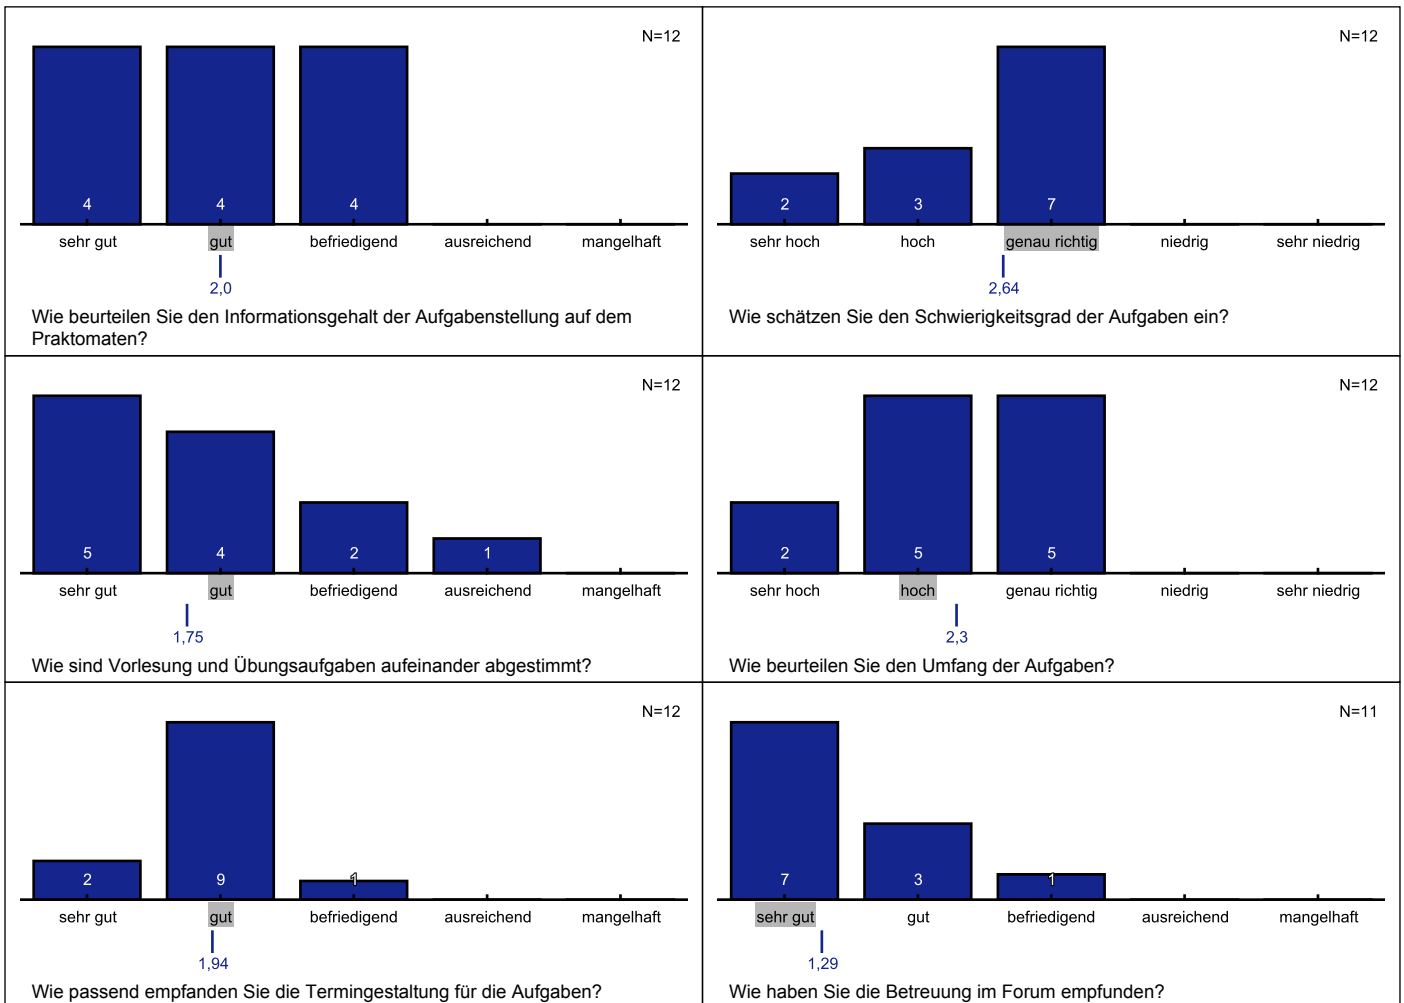 N=12
4 4 4
sehr gut gut befriedigend ausreichend mangelhaft
2,0
Wie beurteilen Sie den Informationsgehalt der Aufgabenstellung auf dem
Praktomaten?
N=12
2 3 7
sehr hoch hoch genau richtig niedrig sehr niedrig
2,64
Wie schätzen Sie den Schwierigkeitsgrad der Aufgaben ein?
N=12
5 4 2 1
sehr gut gut befriedigend ausreichend mangelhaft
1,75
Wie sind Vorlesung und Übungsaufgaben aufeinander abgestimmt?
N=12
2 5 5
sehr hoch hoch genau richtig niedrig sehr niedrig
2,3
Wie beurteilen Sie den Umfang der Aufgaben?
N=12
2 9 1
sehr gut gut befriedigend ausreichend mangelhaft
1,94
Wie passend empfanden Sie die Termingestaltung für die Aufgaben?
N=11
7 3 1
sehr gut gut befriedigend ausreichend mangelhaft
1,29
Wie haben Sie die Betreuung im Forum empfunden?